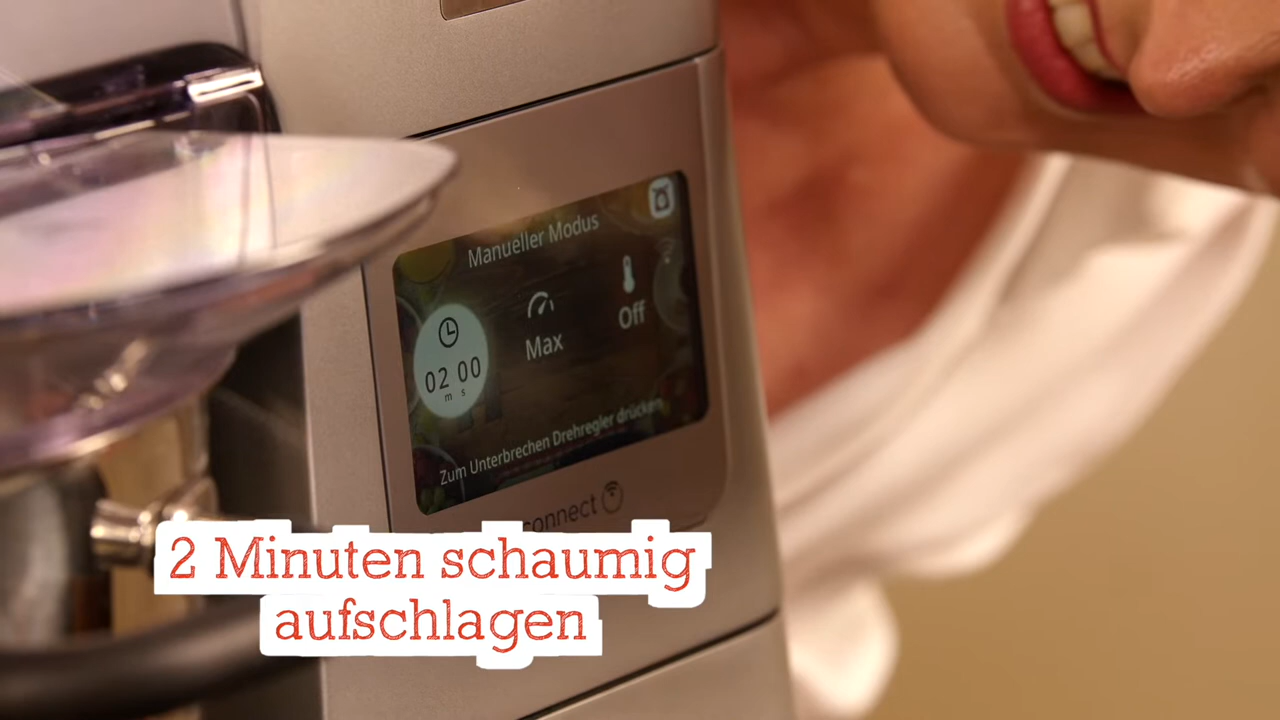 Manueller Modus
02 00
m s
Max
Off
Zum Unterbrechen Drehregler drücken
connect
2 Minuten schaumig
aufschlagen